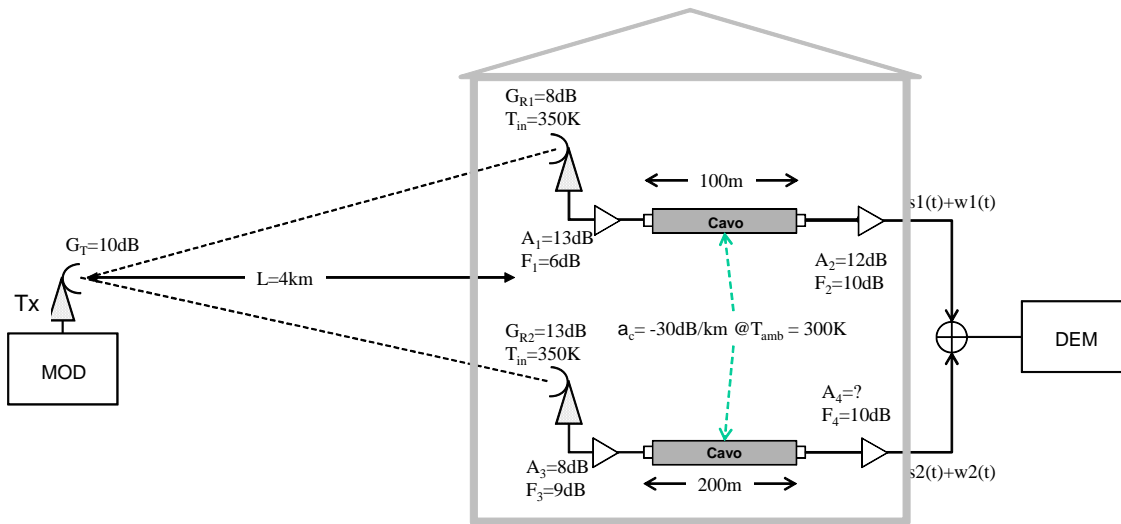 G_R1=8dB
T_in=350K
100m
Cavo
s1(t)+w1(t)
A_1=13dB
F_1=6dB
A_2=12dB
F_2=10dB
G_T=10dB
L=4km
Tx
MOD
G_R2=13dB
T_in=350K
a_c= -30dB/km @T_amb = 300K
DEM
A_4=?
F_4=10dB
Cavo
s2(t)+w2(t)
A_3=8dB
F_3=9dB
200m